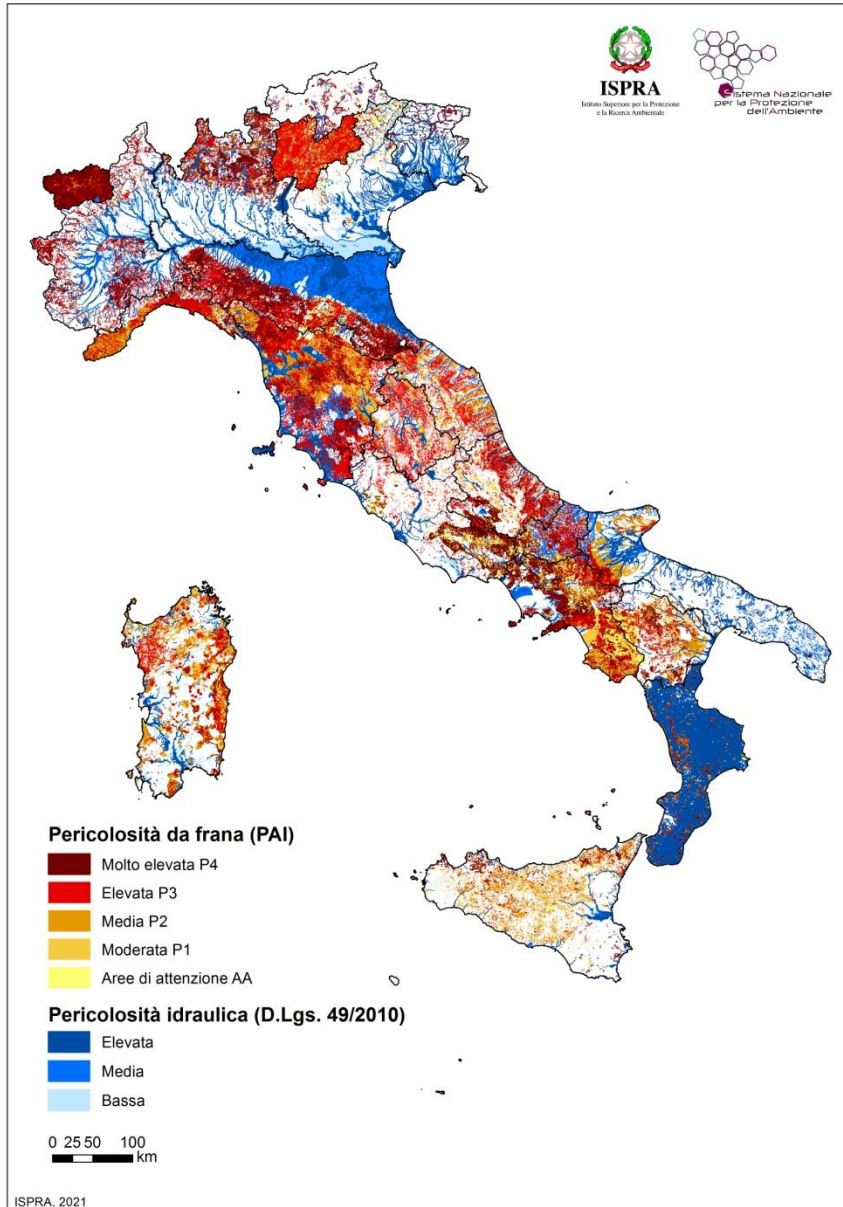 ISPRA
Istituto Superiore per la Protezione
e la Ricerca Ambientale
Sistema Nazionale
per la Protezione
dell'Ambiente
Pericolosità da frana (PAI)
Molto elevata P4
Elevata P3
Media P2
Moderata P1
Aree di attenzione AA
Pericolosità idraulica (D.Lgs. 49/2010)
Elevata
Media
Bassa
0 25 50 100
km
ISPRA, 2021